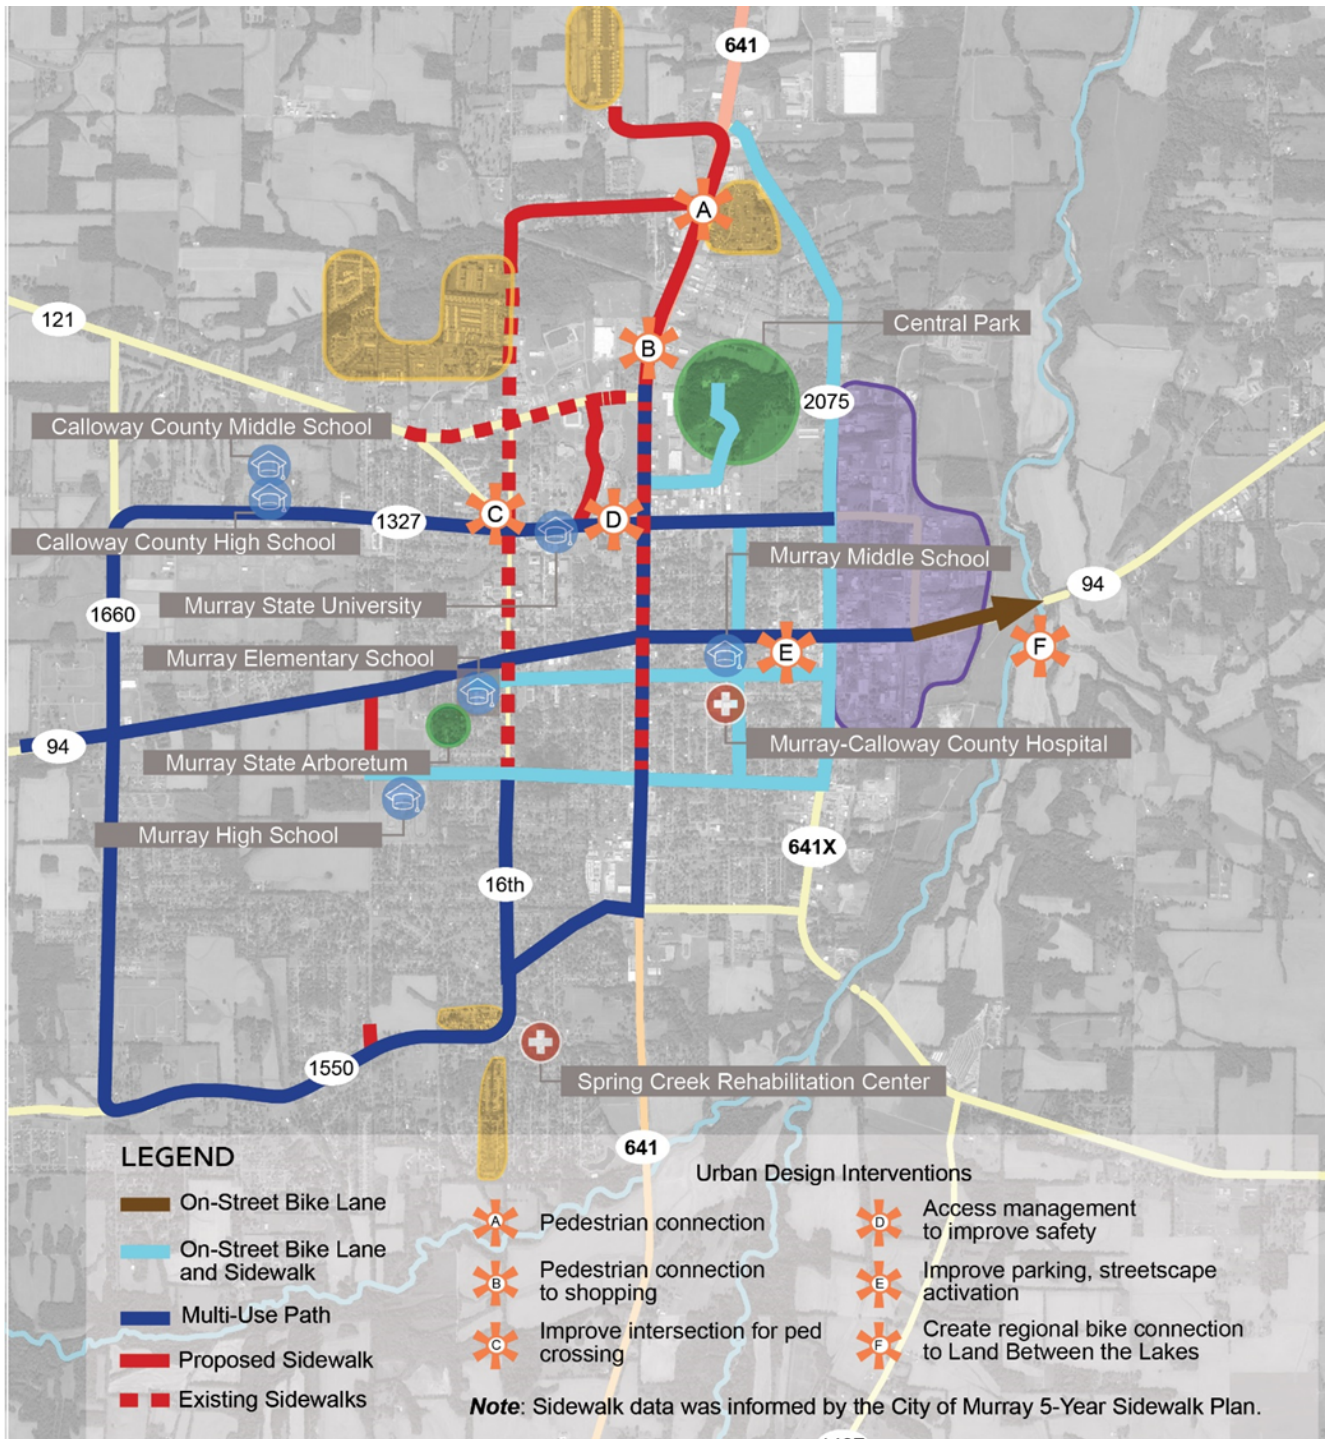 641
A
121
B
Central Park
2075
Calloway County Middle School
C
D
1327
Calloway County High School
Murray Middle School
94
1660
Murray State University
E
F
Murray Elementary School
94
Murray State Arboretum
Murray-Calloway County Hospital
Murray High School
641X
16th
1550
Spring Creek Rehabilitation Center
641
LEGEND
On-Street Bike Lane
On-Street Bike Lane
and Sidewalk
Multi-Use Path
Proposed Sidewalk
Existing Sidewalks
Urban Design Interventions
A
Pedestrian connection
B
Pedestrian connection
to shopping
C
Improve intersection for ped
crossing
D
Access management
to improve safety
E
Improve parking, streetscape
activation
F
Create regional bike connection
to Land Between the Lakes
Note: Sidewalk data was informed by the City of Murray 5-Year Sidewalk Plan.